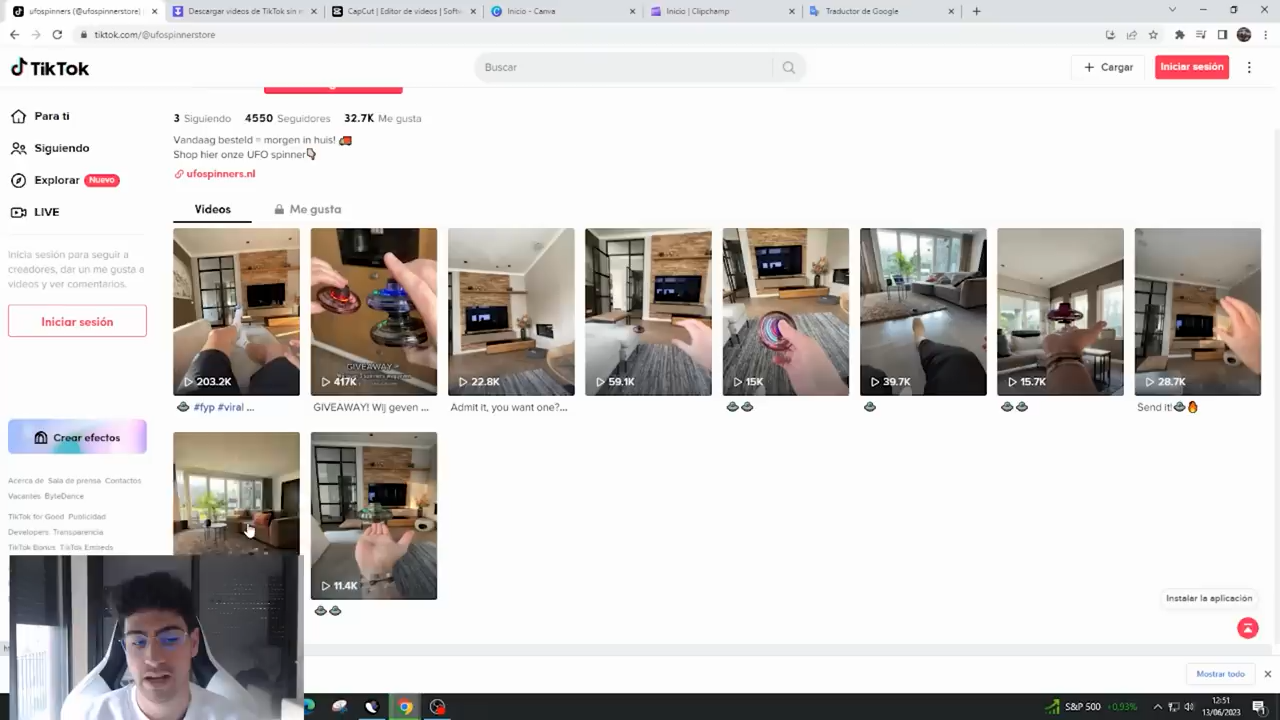 ufospinners (@ufospinnerstore) |
Descargar videos de TikTok sin m
CapCut | Editor de videos | Softw
Inicio - Canva
Inicio | Clipchamp
Traductor de Google
tiktok.com/@ufospinnerstore
TikTok
Buscar
Cargar
Iniciar sesión
3 Siguiendo 4550 Seguidores 32.7K Me gusta
Para ti
Siguiendo
Explorar Nuevo
LIVE
Vandaag besteld = morgen in huis! 🚚
Shop hier onze UFO spinner👇
ufospinners.nl
Videos
Me gusta
Inicia sesión para seguir a
creadores, dar un me gusta a
videos y ver comentarios.
Iniciar sesión
GIVEAWAY
203.2K
417K
22.8K
59.1K
15K
39.7K
15.7K
28.7K
🛸 #fyp #viral ...
GIVEAWAY! Wij geven ...
Admit it, you want one?...
🛸🛸
🛸
🛸🛸
Send it!🛸🔥
Crear efectos
Acerca de Sala de prensa Contactos
Vacantes ByteDance
TikTok for Good Publicidad
Developers Transparencia
TikTok Bonos TikTok Embeds
11.4K
🛸🛸
Instalar la aplicación
Mostrar todo
S&P 500 +0,93%
12:51
13/06/2023